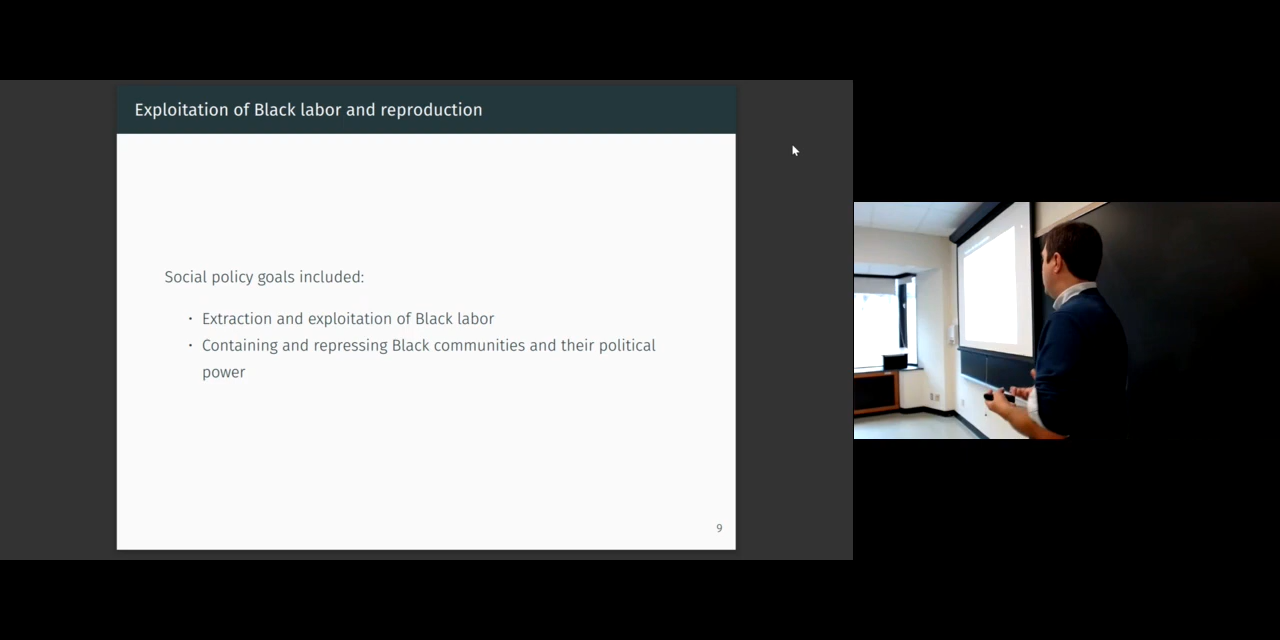 Exploitation of Black labor and reproduction
Social policy goals included:
· Extraction and exploitation of Black labor
· Containing and repressing Black communities and their political
power
9